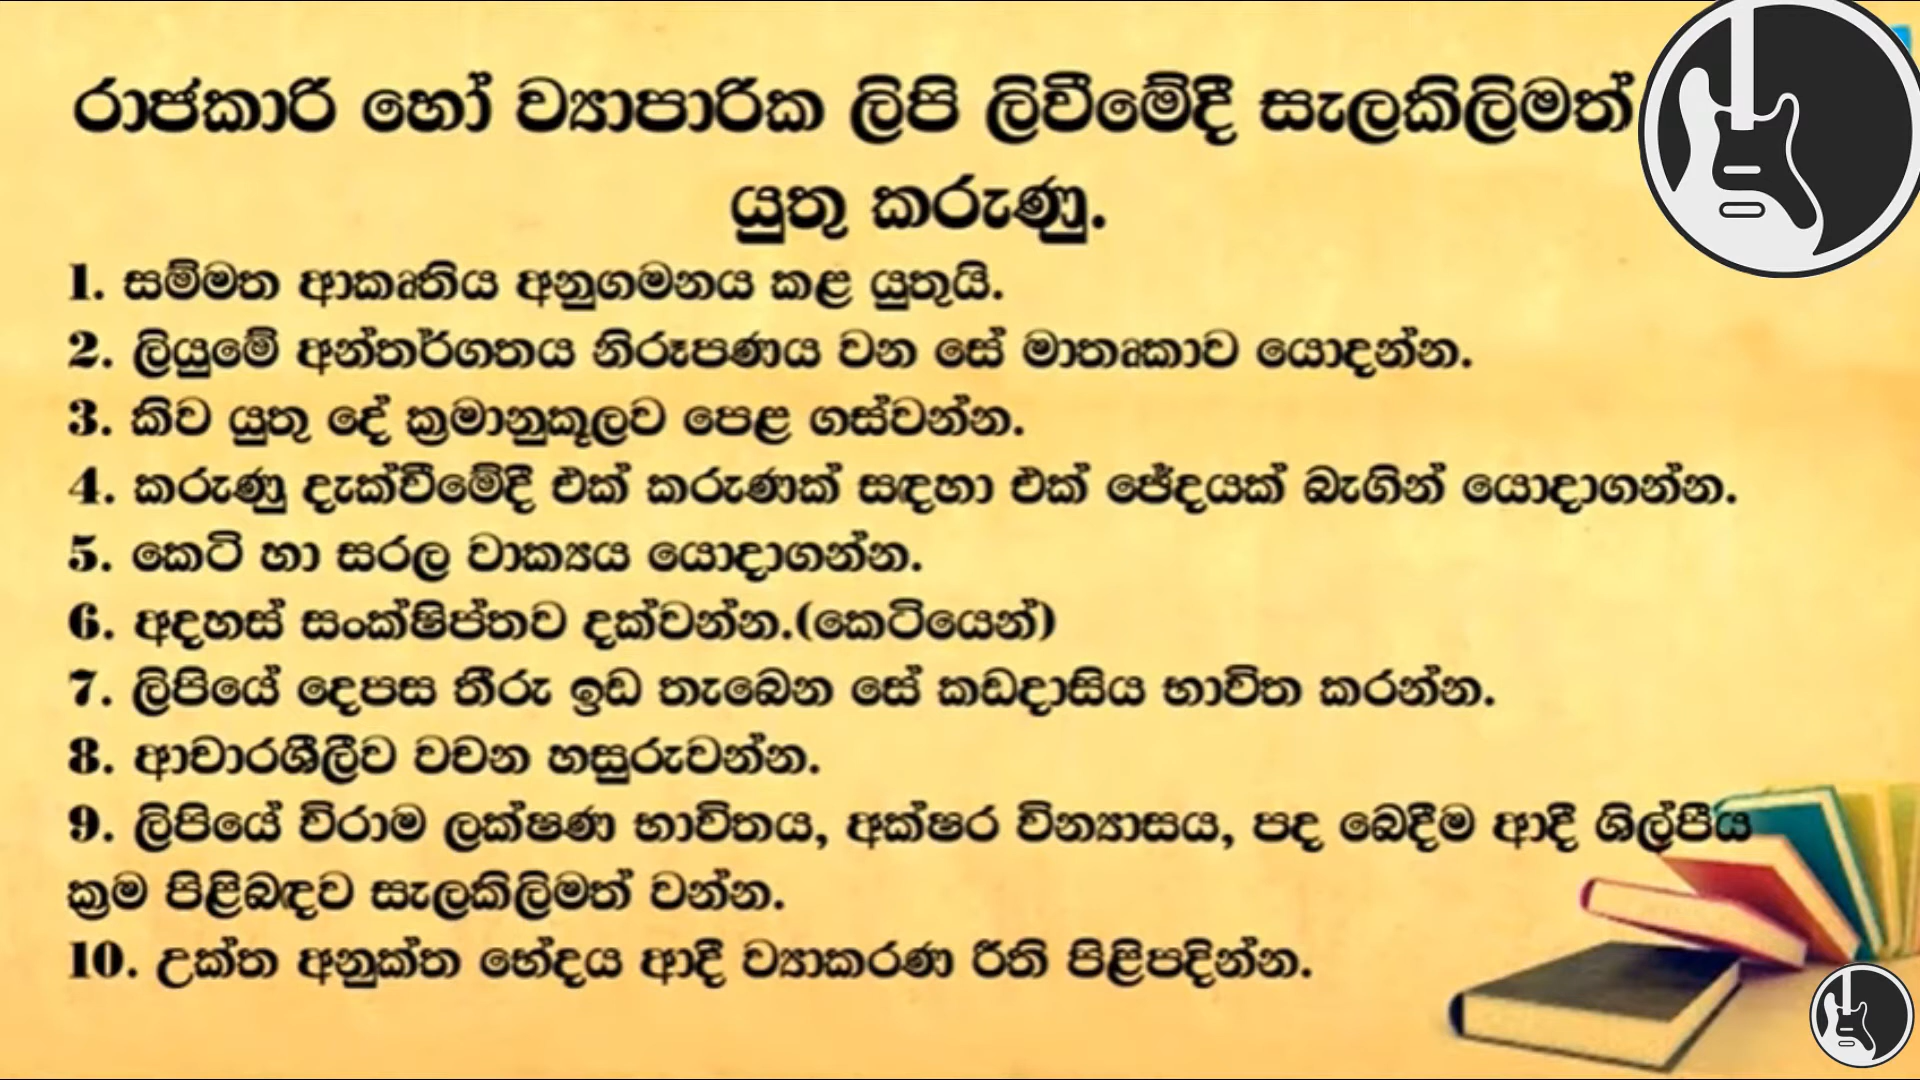 රාජකාරී හෝ ව්‍යාපාරික ලිපි ලිවීමේදී සැලකිලිමත්
යුතු කරුණු.
1. සම්මත ආකෘතිය අනුගමනය කළ යුතුයි.
2. ලියුමේ අන්තර්ගතය නිරූපණය වන සේ මාතෘකාව යොදන්න.
3. කිව යුතු දේ ක්‍රමානුකූලව පෙළ ගස්වන්න.
4. කරුණු දැක්වීමේදී එක් කරුණක් සඳහා එක් ඡේදයක් බැගින් යොදාගන්න.
5. කෙටි හා සරල වාක්‍යය යොදාගන්න.
6. අදහස් සංක්ෂිප්තව දක්වන්න.(කෙටියෙන්)
7. ලිපියේ දෙපස තීරු ඉඩ තැබෙන සේ කඩදාසිය භාවිත කරන්න.
8. ආචාරශීලීව වචන හසුරුවන්න.
9. ලිපියේ විරාම ලක්ෂණ භාවිතය, අක්ෂර වින්‍යාසය, පද බෙදීම ආදී ශිල්පීය
ක්‍රම පිළිබඳව සැලකිලිමත් වන්න.
10. උක්ත අනුක්ත භේදය ආදී ව්‍යාකරණ රීති පිළිපදින්න.